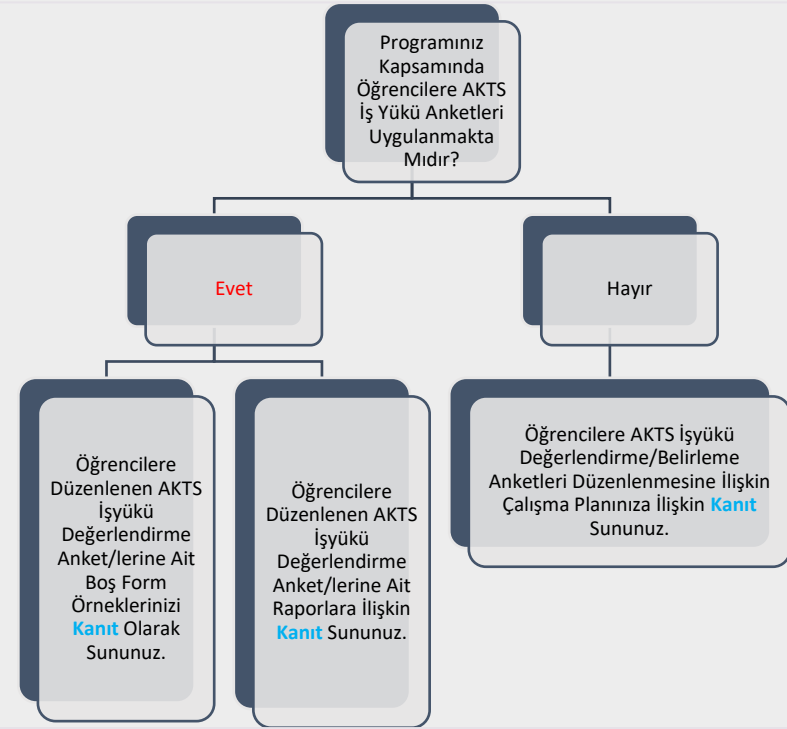 Programınız
Kapsamında
Öğrencilere AKTS
İş Yükü Anketleri
Uygulanmakta
Mıdır?
Evet
Hayır
Öğrencilere
Düzenlenen AKTS
İşyükü
Değerlendirme
Anket/lerine Ait
Boş Form
Örneklerinizi
Kanıt Olarak
Sununuz.
Öğrencilere
Düzenlenen AKTS
İşyükü
Değerlendirme
Anket/lerine Ait
Raporlara İlişkin
Kanıt Sununuz.
Öğrencilere AKTS İşyükü
Değerlendirme/Belirleme
Anketleri Düzenlenmesine İlişkin
Çalışma Planınıza İlişkin Kanıt
Sununuz.